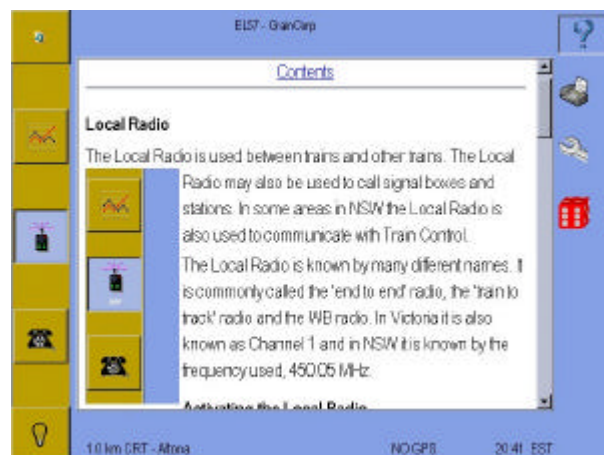 EL57 - GrainCorp
Contents
Local Radio
The Local Radio is used between trains and other trains. The Local
Radio may also be used to call signal boxes and
stations. In some areas in NSW the Local Radio is
also used to communicate with Train Control.
The Local Radio is known by many different names. It
is commonly called the 'end to end' radio, the 'train to
track' radio and the WB radio. In Victoria it is also
known as Channel 1 and in NSW it is known by the
frequency used, 450.05 MHz.
Activating the Local Radio
1.0 km CRT - Altona
NO GPS
20:41 EST